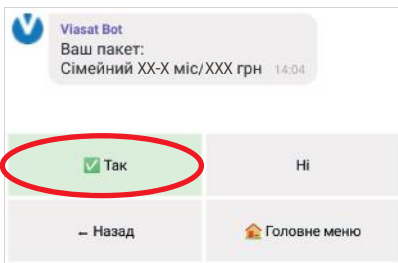 Viasat Bot
Ваш пакет:
Сімейний ХХ-Х міс/ХХХ грн 14:04
✅ Так
Ні
← Назад
🏠 Головне меню